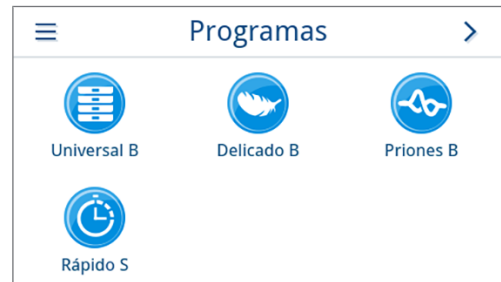 Programas
Universal B
Delicado B
Priones B
Rápido S